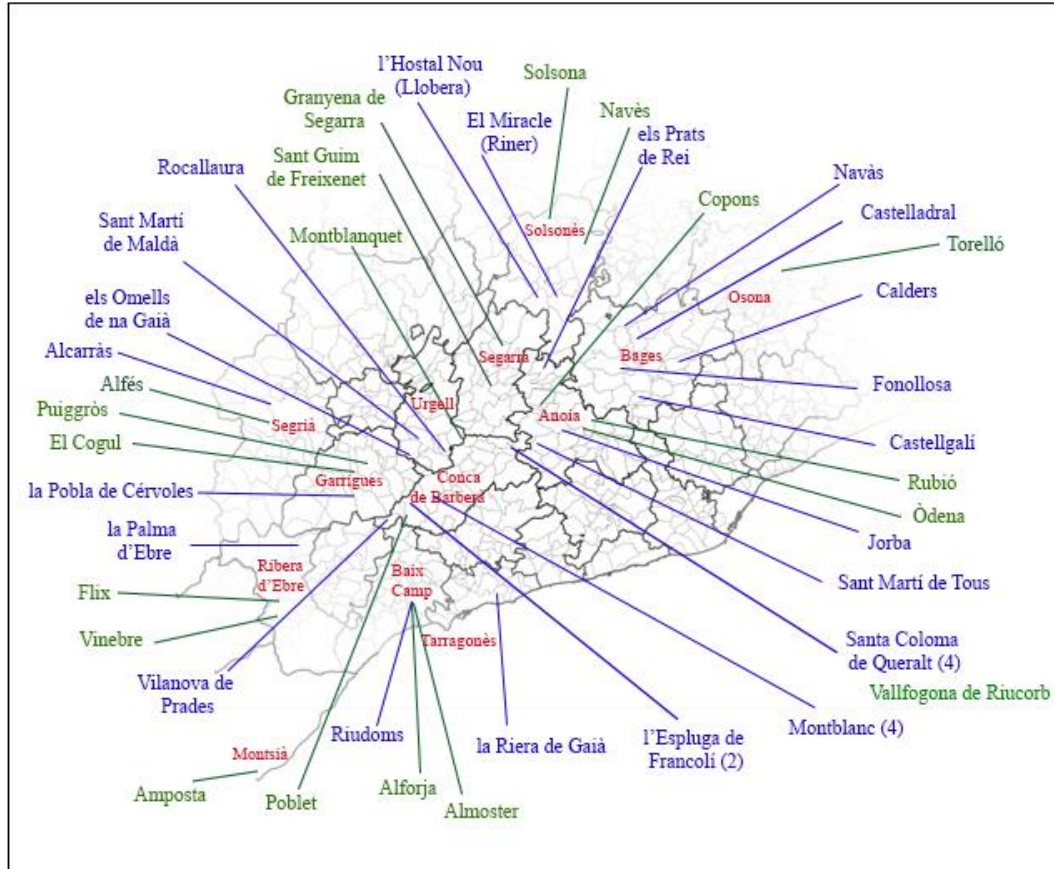 l'Hostal Nou
(Llobera)
Solsona
Granyena de
Segarra
El Miracle
(Riner)
Navès
els Prats
de Rei
Rocallaura
Sant Guim
de Freixenet
Navàs
Copons
Castelladral
Sant Martí
de Maldà
Montblanquet
Solsonès
Torelló
els Omells
de na Gaià
Osona
Calders
Alcarràs
Segarra
Bages
Alfés
Fonollosa
Puiggròs
Segrià
Urgell
Anoia
El Cogul
Castellgalí
Garrigues
Conca
de Barberà
Rubió
la Pobla de Cérvoles
Òdena
la Palma
d'Ebre
Jorba
Ribera
d'Ebre
Baix
Camp
Sant Martí de Tous
Flix
Vinebre
Tarragonès
Santa Coloma
de Queralt (4)
Vilanova de
Prades
Vallfogona de Riucorb
Riudoms
la Riera de Gaià
l'Espluga de
Francolí (2)
Montblanc (4)
Montsià
Amposta
Poblet
Alforja
Almoster